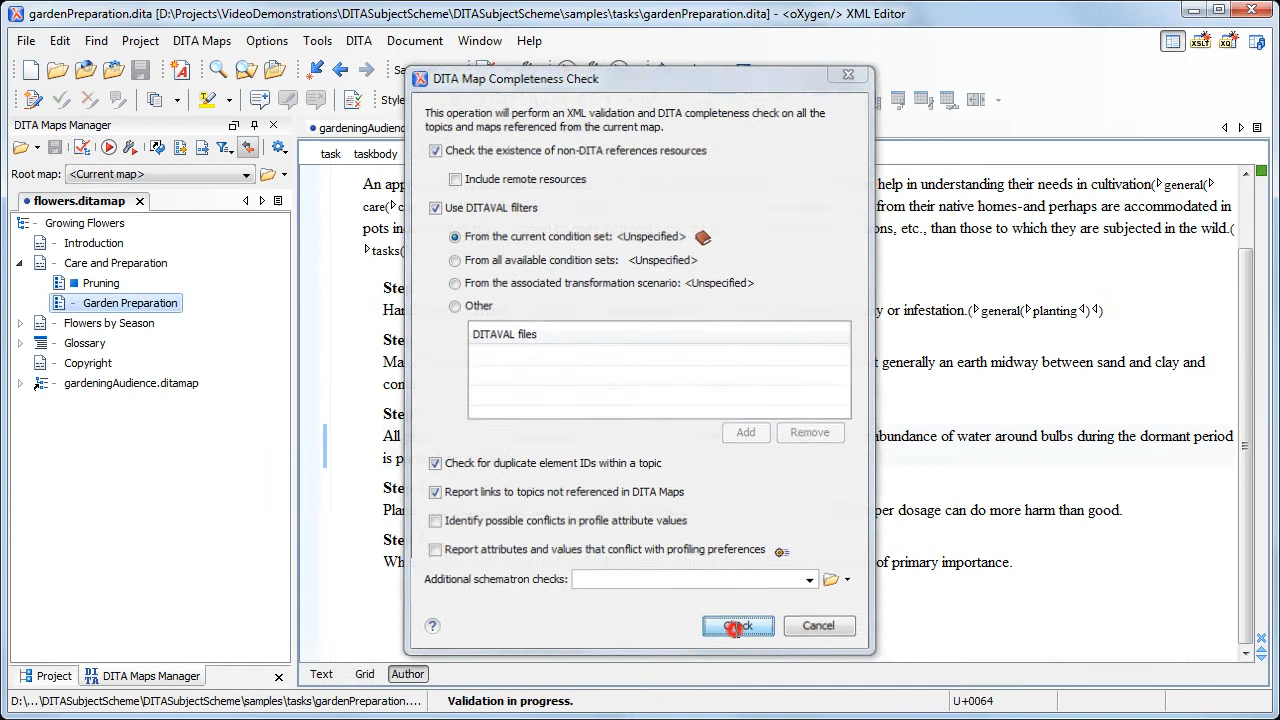 gardenPreparation.dita [D:\Projects\VideoDemonstrations\DITASubjectScheme\DITASubjectScheme\samples\tasks\gardenPreparation.dita] - <oXygen/> XML Editor
File Edit Find Project DITA Maps Options Tools DITA Document Window Help
DITA Maps Manager
Root map: <Current map>
flowers.ditamap
Growing Flowers
Introduction
Care and Preparation
Pruning
Garden Preparation
Flowers by Season
Glossary
Copyright
gardeningAudience.ditamap
Project
DITA Maps Manager
Style
gardeningAudienc
task taskbody
An app
help in understanding their needs in cultivation(general(
care(
from their native homes-and perhaps are accommodated in
pots in
ons, etc., than those to which they are subjected in the wild.(
tasks(
Ste
Har
y or infestation.(general(planting))
Ste
Ma
t generally an earth midway between sand and clay and
con
Ste
All
abundance of water around bulbs during the dormant period
is p
Ste
Pla
per dosage can do more harm than good.
Ste
Wh
of primary importance.
DITA Map Completeness Check
This operation will perform an XML validation and DITA completeness check on all the
topics and maps referenced from the current map.
Check the existence of non-DITA references resources
Include remote resources
Use DITAVAL filters
From the current condition set: <Unspecified>
From all available condition sets: <Unspecified>
From the associated transformation scenario: <Unspecified>
Other
DITAVAL files
Add Remove
Check for duplicate element IDs within a topic
Report links to topics not referenced in DITA Maps
Identify possible conflicts in profile attribute values
Report attributes and values that conflict with profiling preferences
Additional schematron checks:
? Check Cancel
Text Grid Author
D:\...\DITASubjectScheme\DITASubjectScheme\samples\tasks\gardenPreparation....
Validation in progress.
U+0064